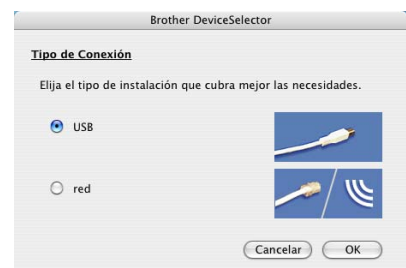 Brother DeviceSelector
Tipo de Conexión
Elija el tipo de instalación que cubra mejor las necesidades.
USB
red
Cancelar
OK